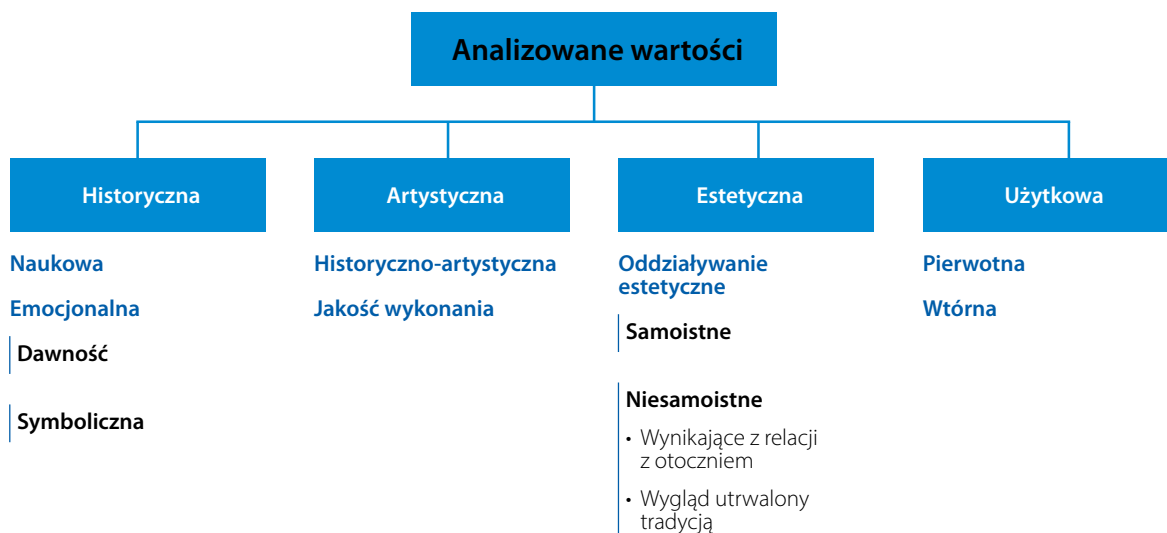 Analizowane wartości
Historyczna
Naukowa
Emocjonalna
Dawność
Symboliczna
Artystyczna
Historyczno-artystyczna
Jakość wykonania
Estetyczna
Oddziaływanie
estetyczne
Samoistne
Niesamoistne
• Wynikające z relacji
z otoczniem
• Wygląd utrwalony
tradycją
Użytkowa
Pierwotna
Wtórna